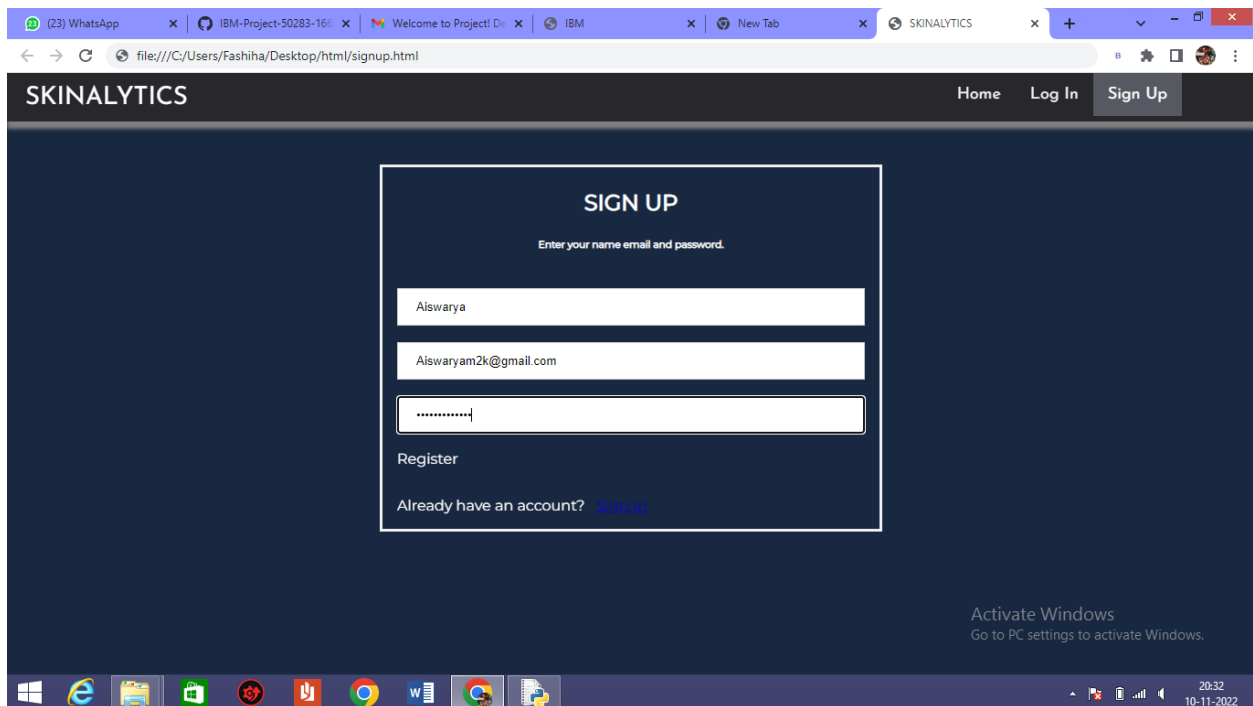 23 (23) WhatsApp IBM-Project-50283-166 Welcome to Project! De IBM New Tab SKINALYTICS
file:///C:/Users/Fashiha/Desktop/html/signup.html B
SKINALYTICS Home Log In Sign Up
SIGN UP
Enter your name email and password.
Aiswarya
Aiswaryam2k@gmail.com
•••••••••••••
Register
Already have an account? Sign in
Activate Windows
Go to PC settings to activate Windows.
20:32
10-11-2022